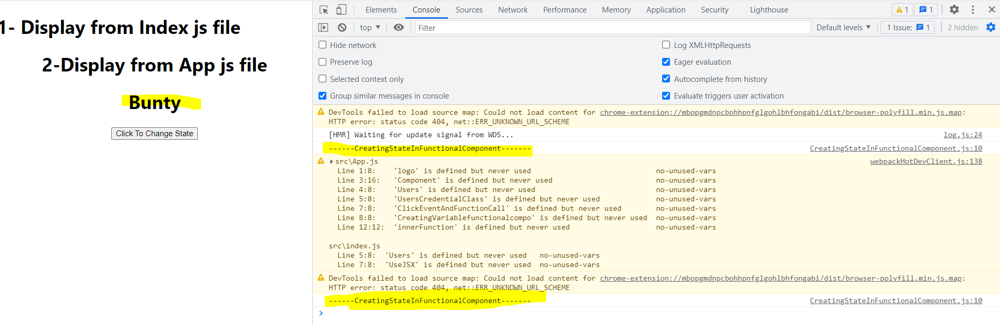 1- Display from Index js file
2-Display from App js file
Bunty
Click To Change State
Elements Console Sources Network Performance Memory Application Security Lighthouse 1 1
top Filter Default levels 1 Issue: 1 2 hidden
Hide network Log XMLHttpRequests
Preserve log Eager evaluation
Selected context only Autocomplete from history
Group similar messages in console Evaluate triggers user activation
DevTools failed to load source map: Could not load content for chrome-extension://mbopgmdnpcbohhpnfglgohlbhfongabi/dist/browser-polyfill.min.js.map:
HTTP error: status code 404, net::ERR_UNKNOWN_URL_SCHEME
[HMR] Waiting for update signal from WDS... log.js:24
------CreatingStateInFunctionalComponent------- CreatingStateInFunctionalComponent.js:10
src\App.js webpackHotDevClient.js:138
Line 1:8: 'logo' is defined but never used no-unused-vars
Line 3:16: 'Component' is defined but never used no-unused-vars
Line 4:8: 'Users' is defined but never used no-unused-vars
Line 5:8: 'UsersCredentialClass' is defined but never used no-unused-vars
Line 7:8: 'ClickEventAndFunctionCall' is defined but never used no-unused-vars
Line 8:8: 'CreatingVariablefunctionalcompo' is defined but never used no-unused-vars
Line 12:12: 'innerFunction' is defined but never used no-unused-vars
src\index.js
Line 5:8: 'Users' is defined but never used no-unused-vars
Line 7:8: 'UseJSX' is defined but never used no-unused-vars
DevTools failed to load source map: Could not load content for chrome-extension://mbopgmdnpcbohhpnfglgohlbhfongabi/dist/browser-polyfill.min.js.map:
HTTP error: status code 404, net::ERR_UNKNOWN_URL_SCHEME
------CreatingStateInFunctionalComponent------- CreatingStateInFunctionalComponent.js:10